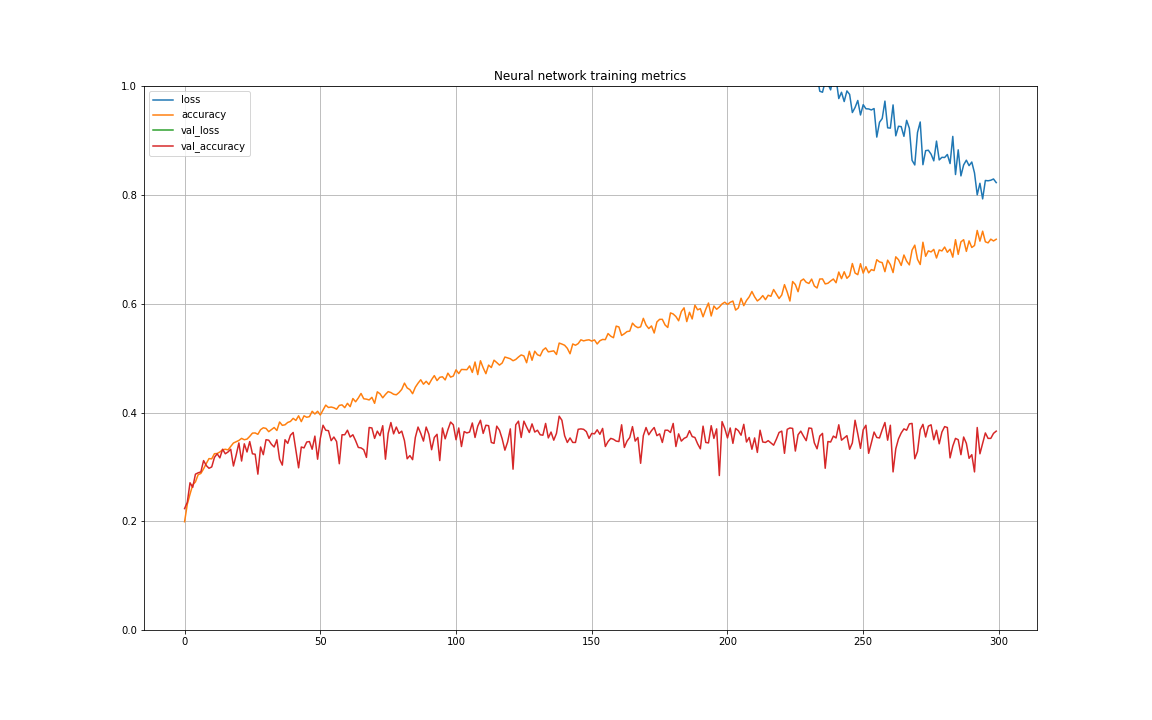 Neural network training metrics
1.0
loss
accuracy
val_loss
val_accuracy
0.8
0.6
0.4
0.2
0.0
0 50 100 150 200 250 300